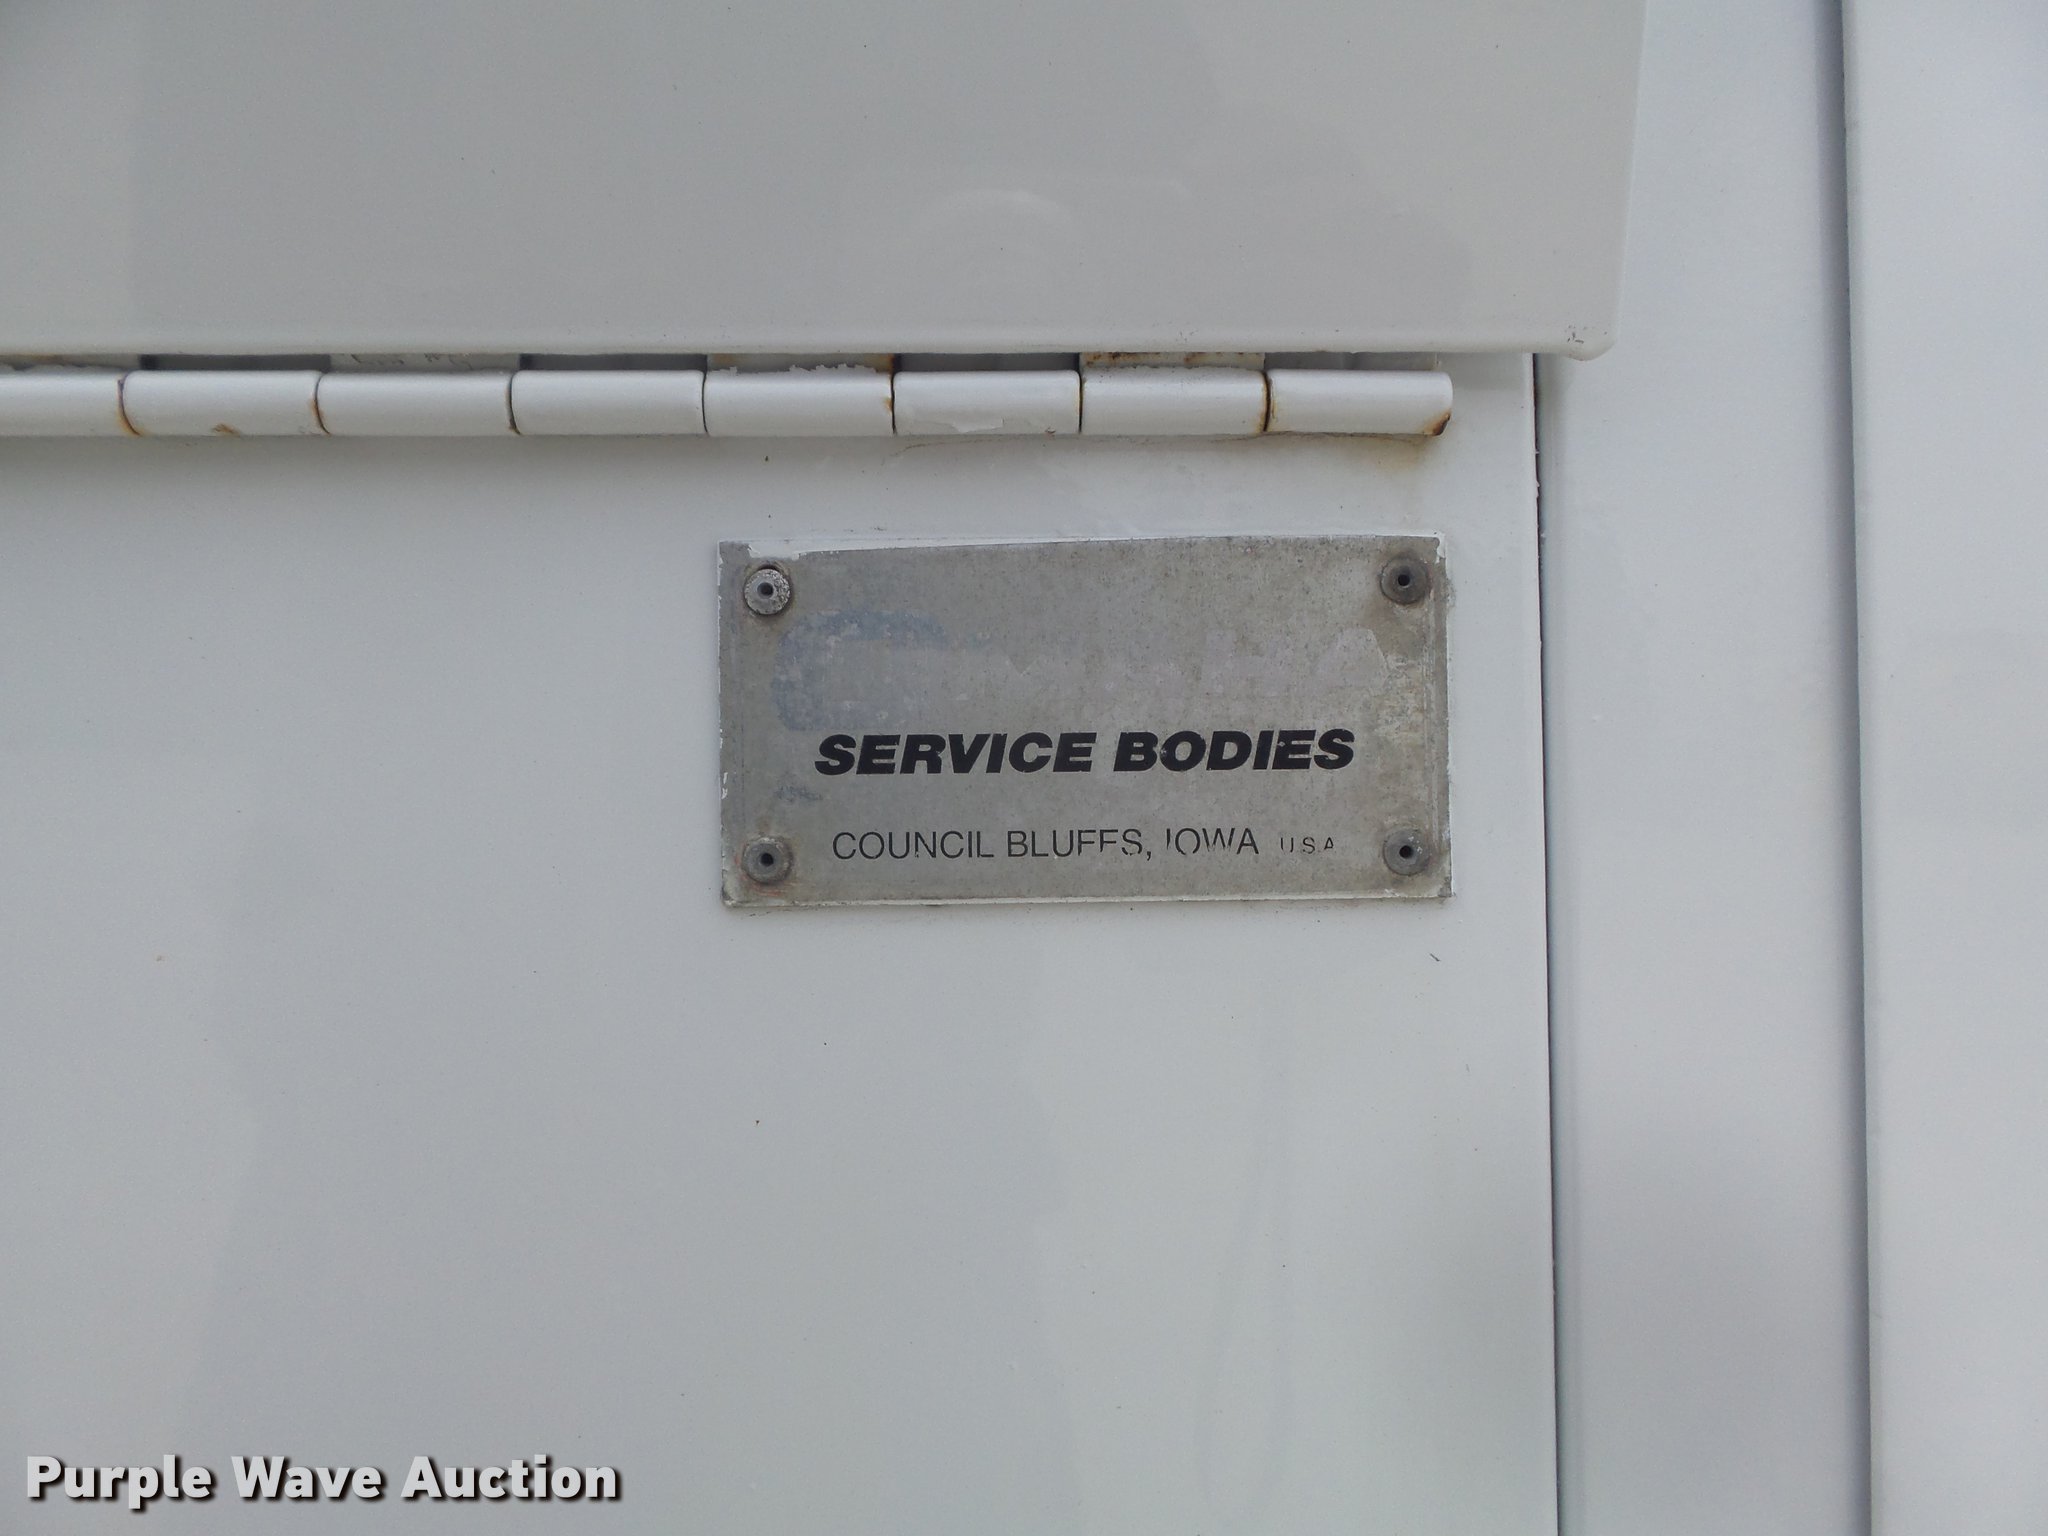 SERVICE BODIES
COUNCIL BLUFFS, IOWA U.S.A
Purple Wave Auction